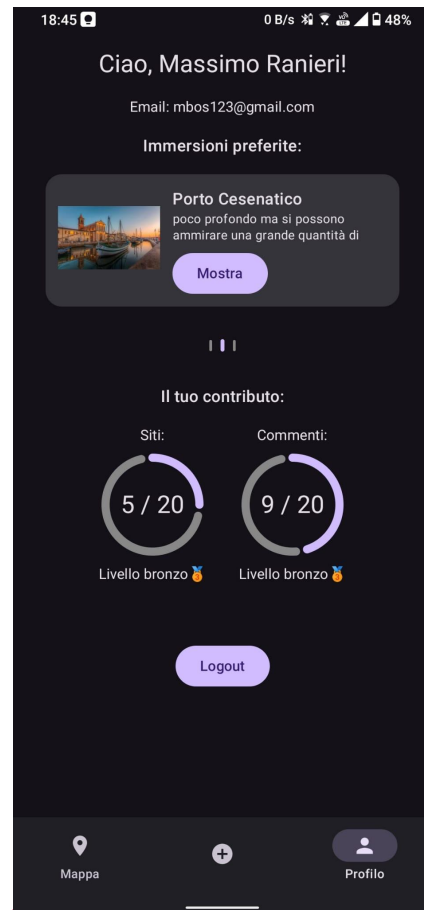 18:45 0 B/s 48%
Ciao, Massimo Ranieri!
Email: mbos123@gmail.com
Immersioni preferite:
Porto Cesenatico
poco profondo ma si possono
ammirare una grande quantità di
Mostra
Il tuo contributo:
Siti: Commenti:
5 / 20 9 / 20
Livello bronzo🥉 Livello bronzo🥉
Logout
Mappa Profilo